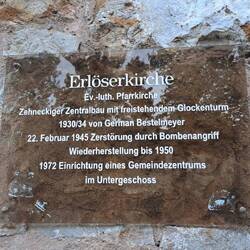 Erlöserkirche
Ev.-luth. Pfarrkirche
Zehneckiger Zentralbau mit freistehendem Glockenturm
1930/34 von German Bestelmeyer
22. Februar 1945 Zerstörung durch Bombenangriff
Wiederherstellung bis 1950
1972 Einrichtung eines Gemeindezentrums
im Untergeschoss